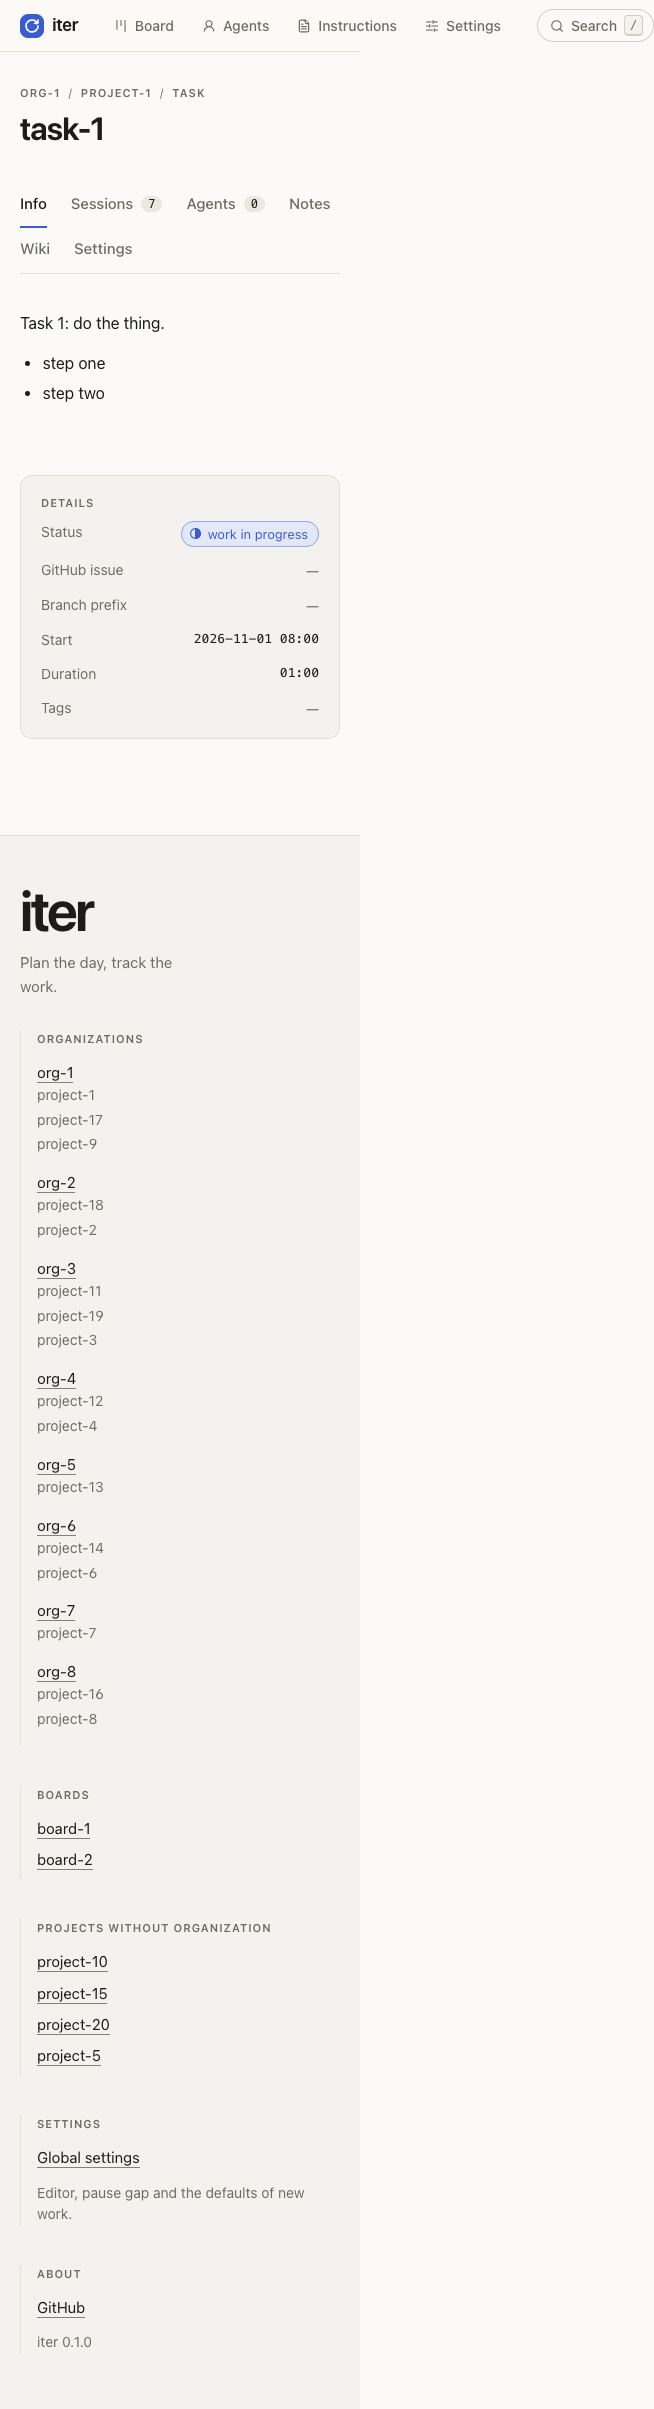 iter Board Agents Instructions Settings Search /
ORG-1 / PROJECT-1 / TASK
task-1
Info Sessions 7 Agents 0 Notes
Wiki Settings
Task 1: do the thing.
• step one
• step two
DETAILS
Status work in progress
GitHub issue —
Branch prefix —
Start 2026-11-01 08:00
Duration 01:00
Tags —
iter
Plan the day, track the
work.
ORGANIZATIONS
org-1
project-1
project-17
project-9
org-2
project-18
project-2
org-3
project-11
project-19
project-3
org-4
project-12
project-4
org-5
project-13
org-6
project-14
project-6
org-7
project-7
org-8
project-16
project-8
BOARDS
board-1
board-2
PROJECTS WITHOUT ORGANIZATION
project-10
project-15
project-20
project-5
SETTINGS
Global settings
Editor, pause gap and the defaults of new
work.
ABOUT
GitHub
iter 0.1.0